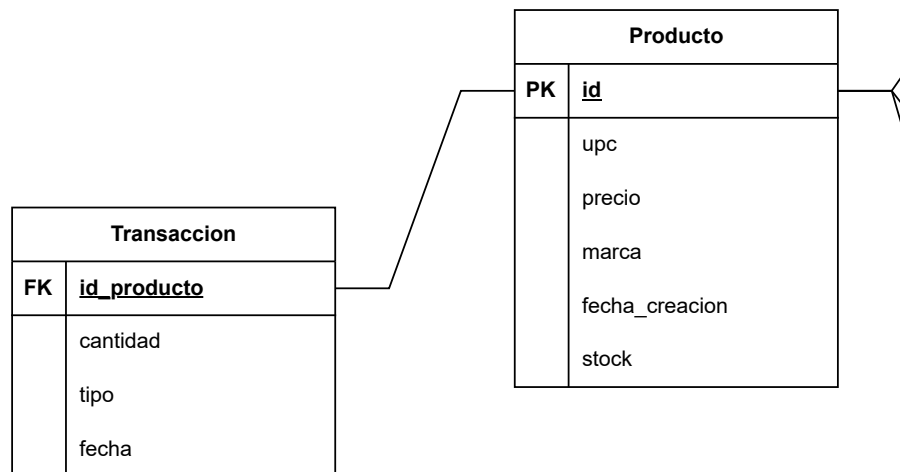 Producto
PK id
upc
precio
marca
fecha_creacion
stock
Transaccion
FK id_producto
cantidad
tipo
fecha